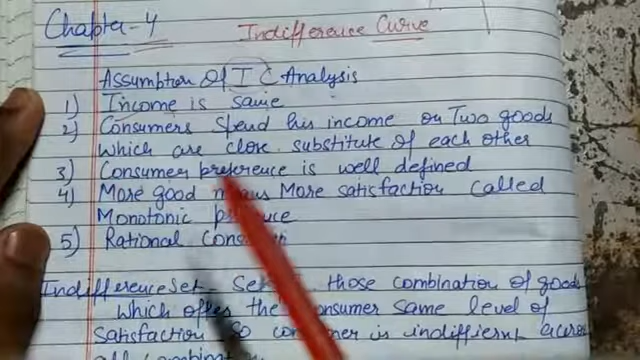 Chapter-4
Indifference Curve
Assumption Of I C Analysis
1) Income is same
2) Consumers spend his income on Two goods
which are close substitute of each other
3) Consumer preference is well defined
4) More good means More satisfaction called
Monotonic
5) Rational
Indifference Set - Set those combination of goods
which offer the consumer same level of
satisfaction so consumer is indiffiernt